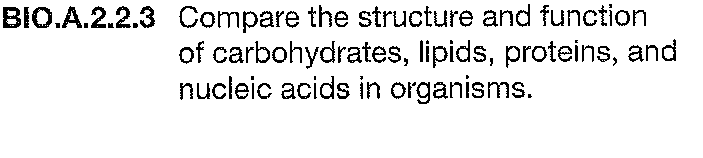 BIO.A.2.2.3 Compare the structure and function
of carbohydrates, lipids, proteins, and
nucleic acids in organisms.